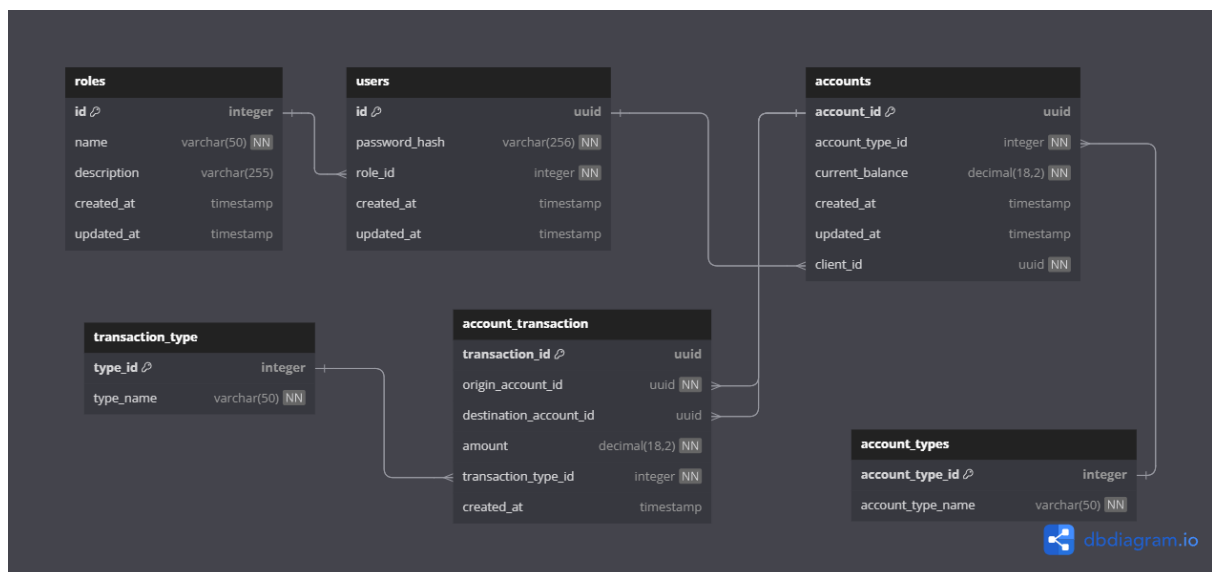 roles
id integer
name varchar(50) NN
description varchar(255)
created_at timestamp
updated_at timestamp
users
id uuid
password_hash varchar(256) NN
role_id integer NN
created_at timestamp
updated_at timestamp
accounts
account_id uuid
account_type_id integer NN
current_balance decimal(18,2) NN
created_at timestamp
updated_at timestamp
client_id uuid NN
transaction_type
type_id integer
type_name varchar(50) NN
account_transaction
transaction_id uuid
origin_account_id uuid NN
destination_account_id uuid
amount decimal(18,2) NN
transaction_type_id integer NN
created_at timestamp
account_types
account_type_id integer
account_type_name varchar(50) NN
dbdiagram.io